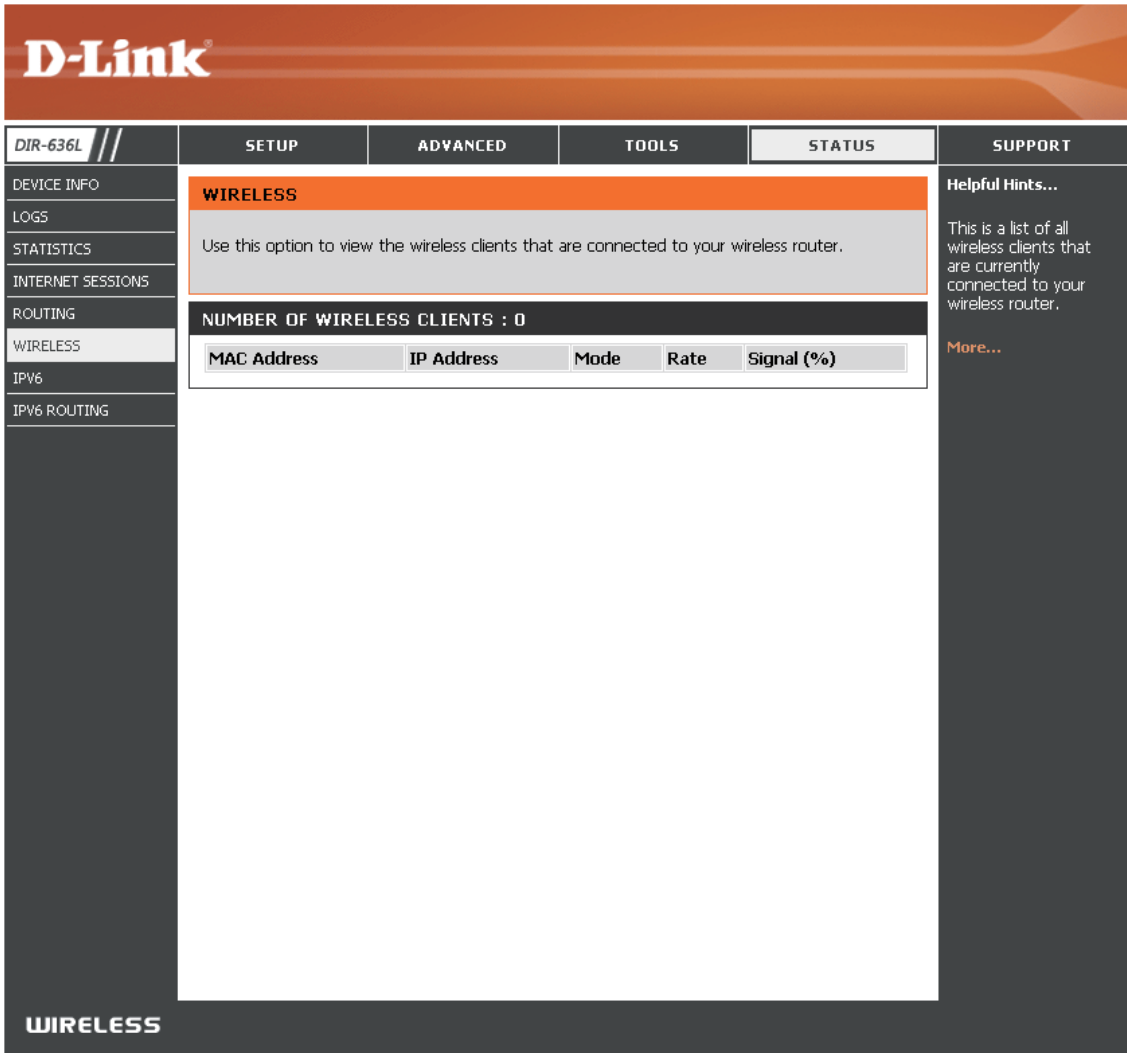 D-Link®
DIR-636L
SETUP
ADVANCED
TOOLS
STATUS
SUPPORT
DEVICE INFO
LOGS
STATISTICS
INTERNET SESSIONS
ROUTING
WIRELESS
IPV6
IPV6 ROUTING
WIRELESS
Use this option to view the wireless clients that are connected to your wireless router.
NUMBER OF WIRELESS CLIENTS : 0
MAC Address IP Address Mode Rate Signal (%)
Helpful Hints...
This is a list of all
wireless clients that
are currently
connected to your
wireless router.
More...
WIRELESS